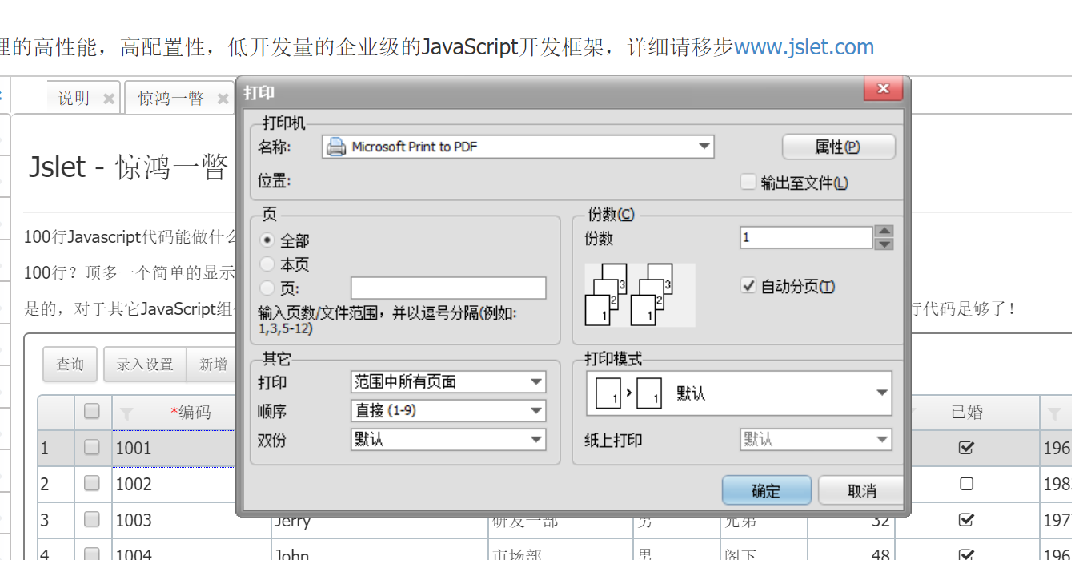 理的高性能，高配置性，低开发量的企业级的JavaScript开发框架，详细请移步www.jslet.com
说明
惊鸿一瞥
打印
打印机
名称:
Microsoft Print to PDF
属性(P)
位置:
输出至文件(L)
Jslet - 惊鸿一瞥
页
全部
本页
页:
输入页数/文件范围，并以逗号分隔(例如:
1,3,5-12)
份数(C)
份数
1
3
2
1
3
2
1
自动分页(T)
100行Javascript代码能做什么
100行？顶多一个简单的显示
是的，对于其它JavaScript组
行代码足够了！
其它
打印
范围中所有页面
顺序
直接 (1-9)
双份
默认
打印模式
1
1
默认
纸上打印
默认
确定
取消
查询
录入设置
新增
*编码
已婚
1
1001
196
2
1002
198
3
1003
Jerry
研发一部
男
兄弟
32
197
4
1004
John
市场部
男
阁下
48
196